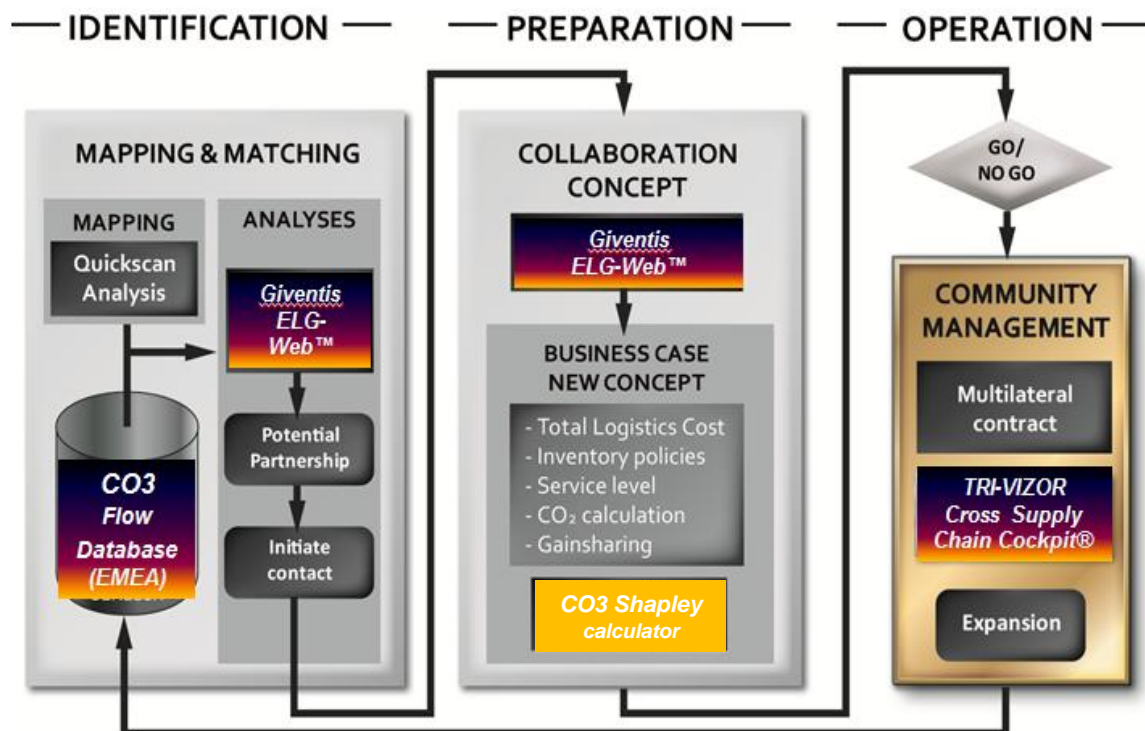 IDENTIFICATION
PREPARATION
OPERATION
MAPPING & MATCHING
MAPPING
Quickscan
Analysis
CO3
Flow
Database
(EMEA)
ANALYSES
Giventis
ELG-
Web™
Potential
Partnership
Initiate
contact
COLLABORATION
CONCEPT
Giventis
ELG-Web™
BUSINESS CASE
NEW CONCEPT
- Total Logistics Cost
- Inventory policies
- Service level
- CO₂ calculation
- Gainsharing
CO3 Shapley
calculator
GO/
NO GO
COMMUNITY
MANAGEMENT
Multilateral
contract
TRI-VIZOR
Cross Supply
Chain Cockpit®
Expansion